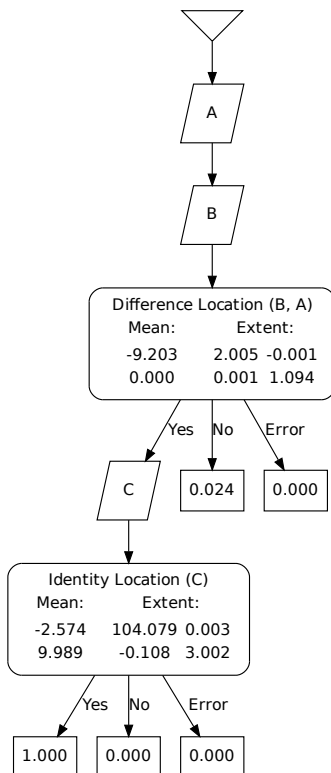 A
B
Difference Location (B, A)
Mean: Extent:
-9.203 2.005 -0.001
0.000 0.001 1.094
Yes No Error
C 0.024 0.000
Identity Location (C)
Mean: Extent:
-2.574 104.079 0.003
9.989 -0.108 3.002
Yes No Error
1.000 0.000 0.000